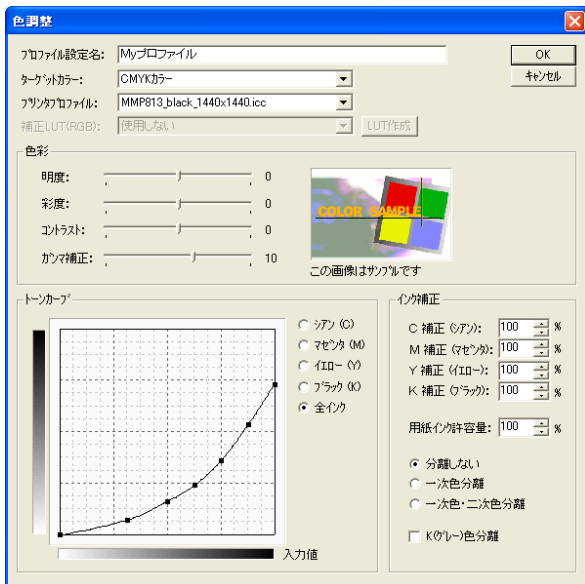 色調整
プロファイル設定名: Myプロファイル
OK
ターゲットカラー: CMYKカラー
キャンセル
プリンタプロファイル: MMP813_black_1440x1440.icc
補正LUT(RGB): 使用しない
LUT作成
色彩
明度: 0
彩度: 0
コントラスト: 0
ガンマ補正: 10
COLOR SAMPLE
この画像はサンプルです
トーンカーブ
シアン (C)
マゼンタ (M)
イエロー (Y)
ブラック (K)
全インク
入力値
インク補正
C 補正 (シアン): 100 %
M 補正 (マゼンタ): 100 %
Y 補正 (イエロー): 100 %
K 補正 (ブラック): 100 %
用紙インク許容量: 100 %
分離しない
一次色分離
一次色・二次色分離
K(グレー)色分離